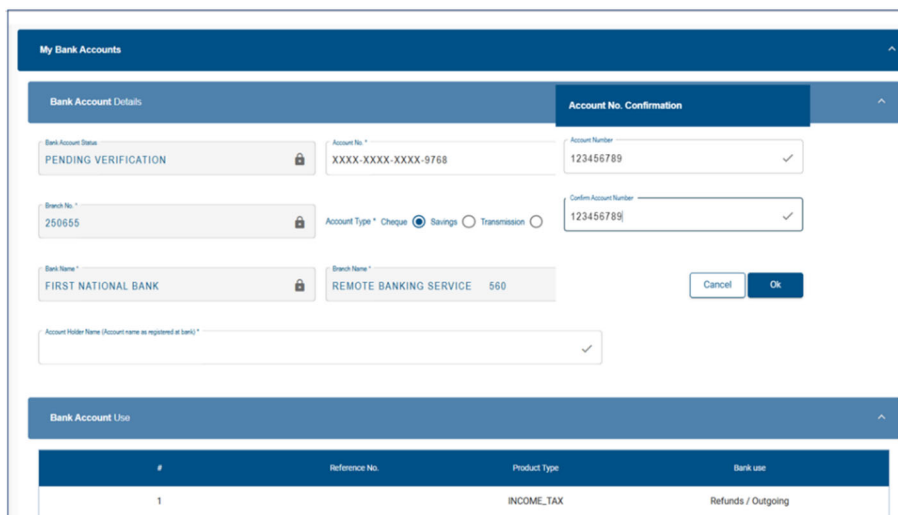 My Bank Accounts
Bank Account Details
Account No. Confirmation
Bank Account Status
PENDING VERIFICATION
Account No. *
XXXX-XXXX-XXXX-9768
Account Number
123456789
Branch No. *
250655
Account Type * Cheque Savings Transmission
Confirm Account Number
123456789
Bank Name *
FIRST NATIONAL BANK
Branch Name *
REMOTE BANKING SERVICE 560
Cancel Ok
Account Holder Name (Account name as registered at bank) *
Bank Account Use
# Reference No. Product Type Bank use
1 INCOME_TAX Refunds / Outgoing